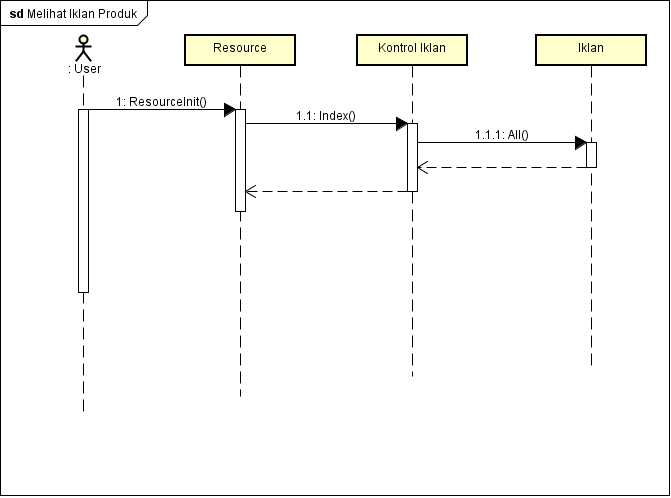 sd Melihat Iklan Produk
: User
Resource
Kontrol Iklan
Iklan
1: ResourceInit()
1.1: Index()
1.1.1: All()